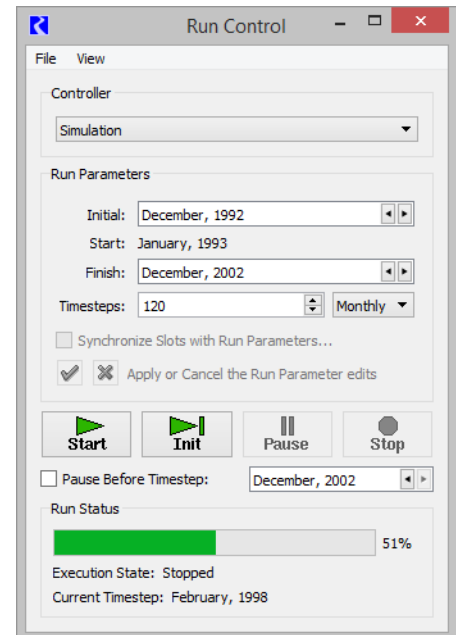 Run Control
File View
Controller
Simulation
Run Parameters
Initial: December, 1992
Start: January, 1993
Finish: December, 2002
Timesteps: 120 Monthly
Synchronize Slots with Run Parameters...
Apply or Cancel the Run Parameter edits
Start Init Pause Stop
Pause Before Timestep: December, 2002
Run Status
51%
Execution State: Stopped
Current Timestep: February, 1998